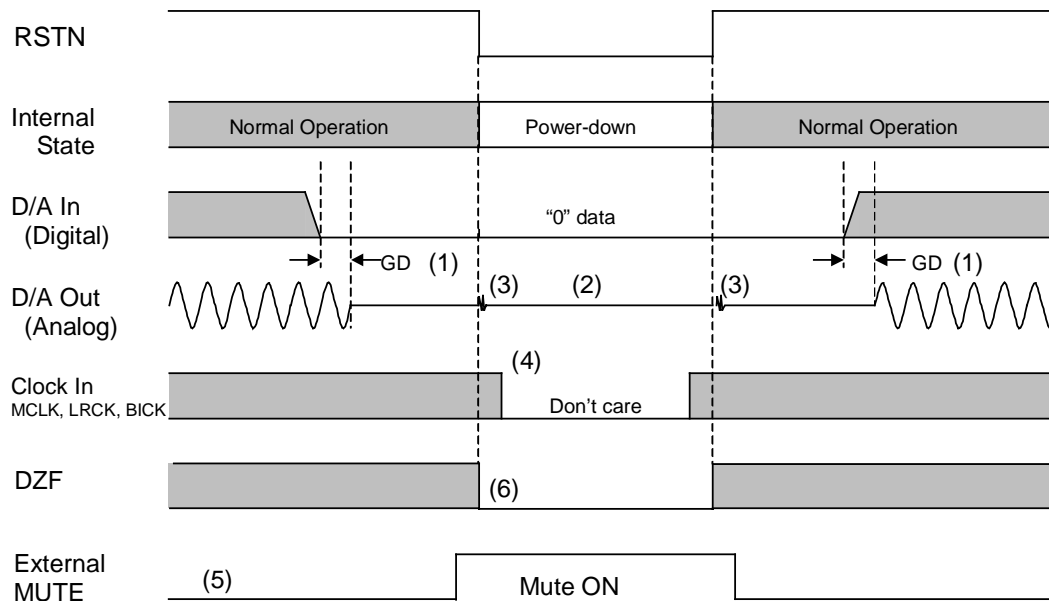 RSTN
Internal
State
Normal Operation
Power-down
Normal Operation
D/A In
(Digital)
“0” data
GD (1)
GD (1)
D/A Out
(Analog)
(3)
(2)
(3)
(4)
Clock In
MCLK, LRCK, BICK
Don’t care
DZF
(6)
External
MUTE
(5)
Mute ON